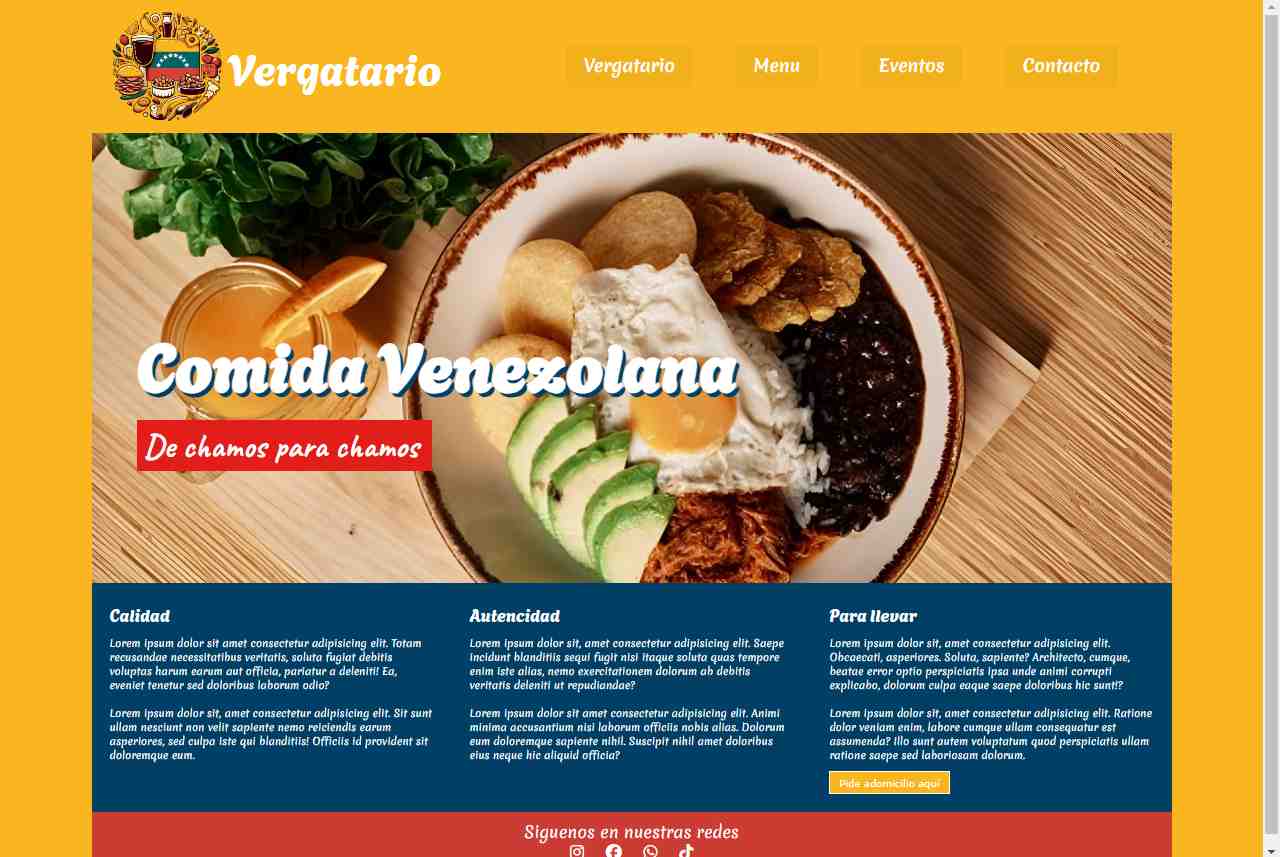 Vergatario
Vergatario
Menu
Eventos
Contacto
Comida Venezolana
De chamos para chamos
Calidad
Lorem ipsum dolor sit amet consectetur adipisicing elit. Totam
recusandae necessitatibus veritatis, soluta fugiat debitis
voluptas harum earum aut officia, pariatur a deleniti! Ea,
eveniet tenetur sed doloribus laborum odio?
Lorem ipsum dolor sit, amet consectetur adipisicing elit. Sit sunt
ullam nesciunt non velit sapiente nemo reiciendis earum
asperiores, sed culpa iste qui blanditiis! Officiis id provident sit
doloremque eum.
Autencidad
Lorem ipsum dolor sit, amet consectetur adipisicing elit. Saepe
incidunt blanditiis sequi fugit nisi itaque soluta quas tempore
enim iste alias, nemo exercitationem dolorum ab debitis
veritatis deleniti ut repudiandae?
Lorem ipsum dolor sit, amet consectetur adipisicing elit. Animi
minima accusantium nisi laborum officiis nobis alias. Dolorum
eum doloremque sapiente nihil. Suscipit nihil amet doloribus
eius neque hic aliquid officia?
Para llevar
Lorem ipsum dolor sit, amet consectetur adipisicing elit.
Obcaecati, asperiores. Soluta, sapiente? Architecto, cumque,
beatae error optio perspiciatis ipsa unde animi corrupti
explicabo, dolorum culpa eaque saepe doloribus hic sunt!?
Lorem ipsum dolor sit, amet consectetur adipisicing elit. Ratione
dolor veniam enim, labore cumque ullam consequatur est
assumenda? Illo sunt autem voluptatum quod perspiciatis ullam
ratione saepe sed laboriosam dolorum.
Pide adomicilio aquí
Siguenos en nuestras redes